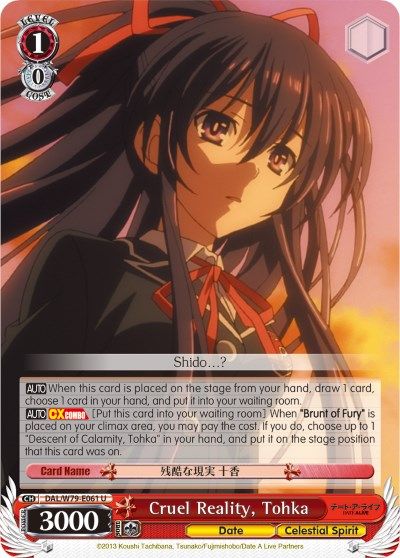 LEVEL
1
0
COST
Shido…?
AUTO When this card is placed on the stage from your hand, draw 1 card,
choose 1 card in your hand, and put it into your waiting room.
AUTO CX COMBO [Put this card into your waiting room] When "Brunt of Fury" is
placed on your climax area, you may pay the cost. If you do, choose up to 1
"Descent of Calamity, Tohka" in your hand, and put it on the stage position
that this card was on.
Card Name 残酷な現実 十香
CH DAL/W79-E061 U
POWER 3000
Cruel Reality, Tohka
デート・ア・ライブ
DATE A LIVE
Date
Celestial Spirit
©2013 Koushi Tachibana, Tsunako/Fujimishobo/Date A Live Partners